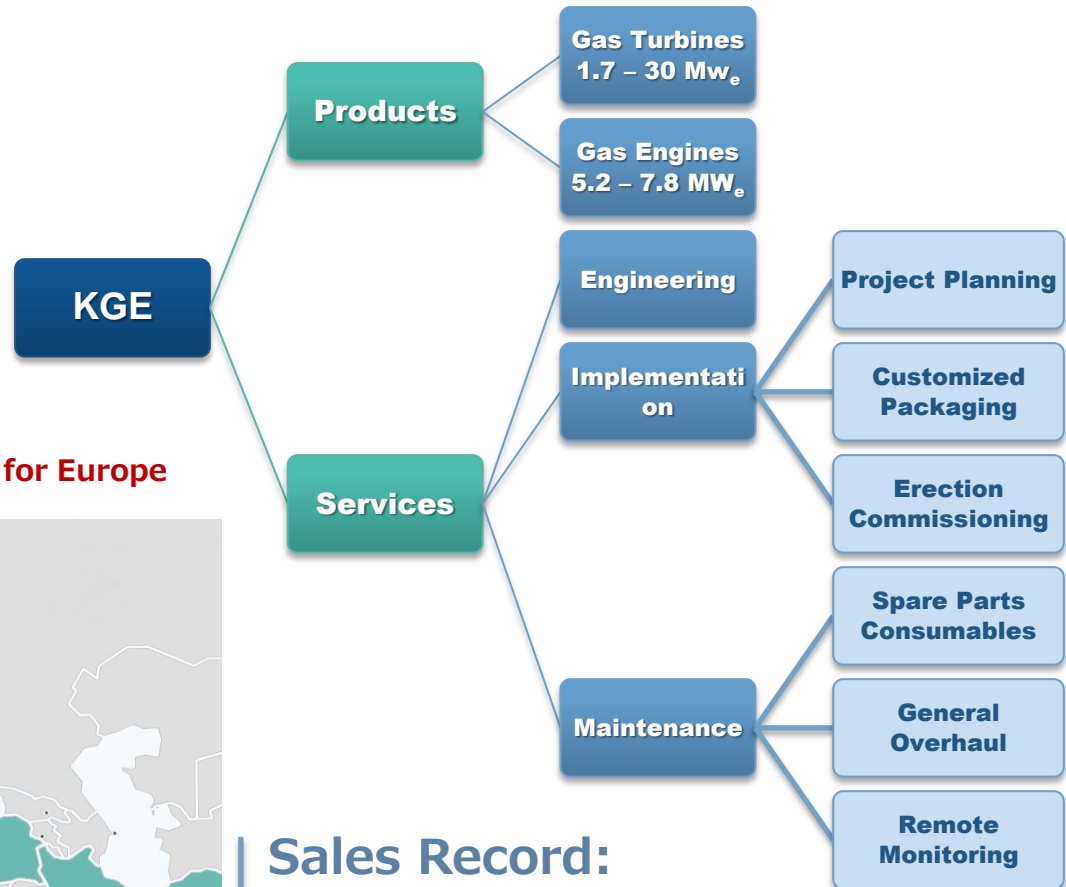 KGE
Products
Services
Gas Turbines
1.7 – 30 Mwₑ
Gas Engines
5.2 – 7.8 MWₑ
Engineering
Implementati
on
Maintenance
Project Planning
Customized
Packaging
Erection
Commissioning
Spare Parts
Consumables
General
Overhaul
Remote
Monitoring
for Europe
Sales Record: